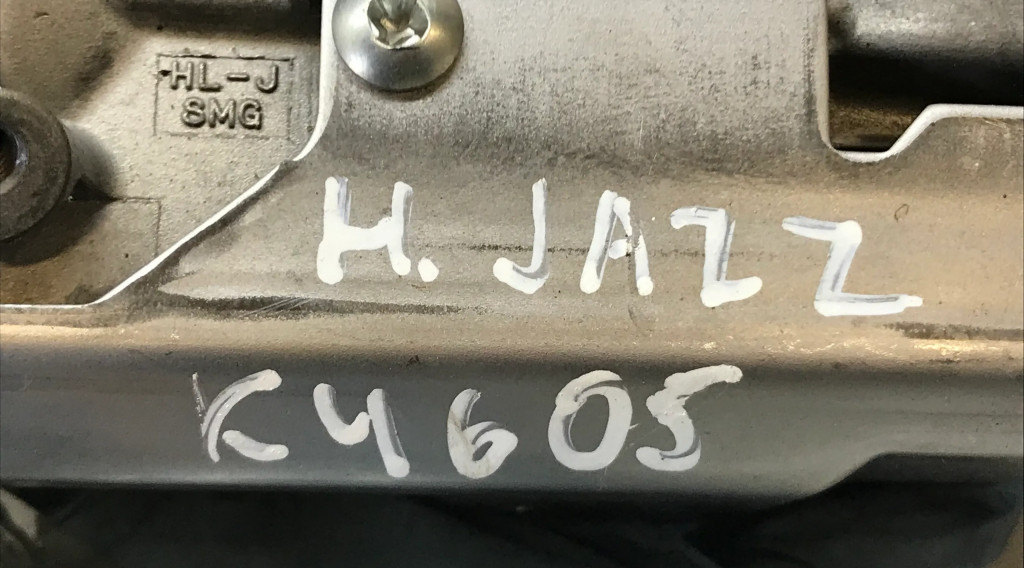 HL-J
SMG
H. JAZZ
K4605